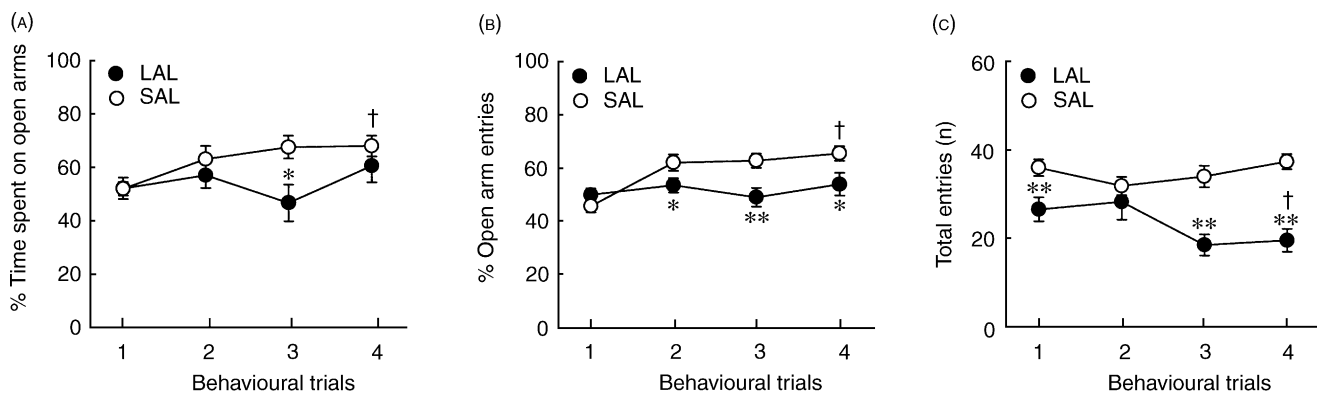 (A)
% Time spent on open arms
100
80
60
40
20
0
LAL
SAL
†
*
1 2 3 4
Behavioural trials
(B)
% Open arm entries
100
80
60
40
20
0
LAL
SAL
†
* ** *
1 2 3 4
Behavioural trials
(C)
Total entries (n)
60
40
20
0
LAL
SAL
**
†
** **
1 2 3 4
Behavioural trials